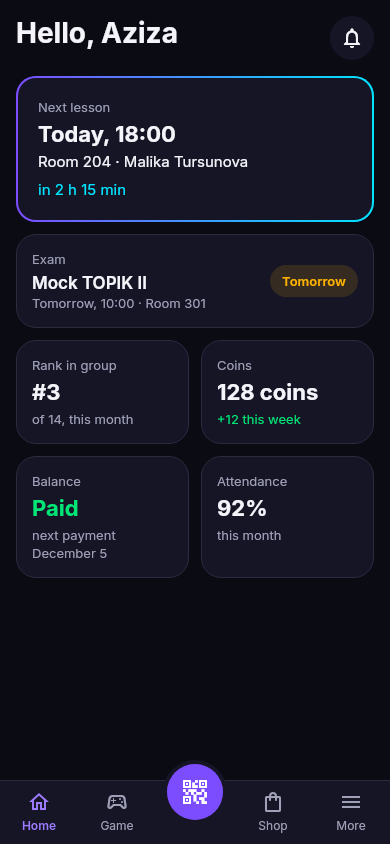 Hello, Aziza
Next lesson
Today, 18:00
Room 204 · Malika Tursunova
in 2 h 15 min
Exam
Mock TOPIK II
Tomorrow, 10:00 · Room 301
Tomorrow
Rank in group
#3
of 14, this month
Coins
128 coins
+12 this week
Balance
Paid
next payment
December 5
Attendance
92%
this month
Home
Game
Shop
More